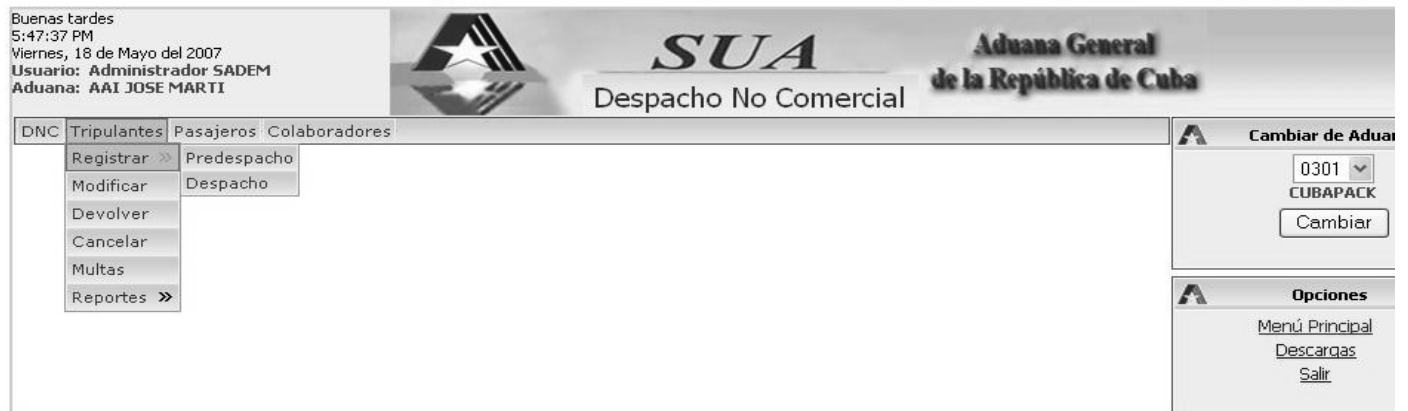 Buenas tardes
5:47:37 PM
Viernes, 18 de Mayo del 2007
Usuario: Administrador SADEM
Aduana: AAI JOSE MARTI
SUA
Despacho No Comercial
Aduana General
de la República de Cuba
DNC Tripulantes Pasajeros Colaboradores
Registrar » Predespacho
Modificar Despacho
Devolver
Cancelar
Multas
Reportes »
Cambiar de Aduan
0301
CUBAPACK
Cambiar
Opciones
Menú Principal
Descargas
Salir